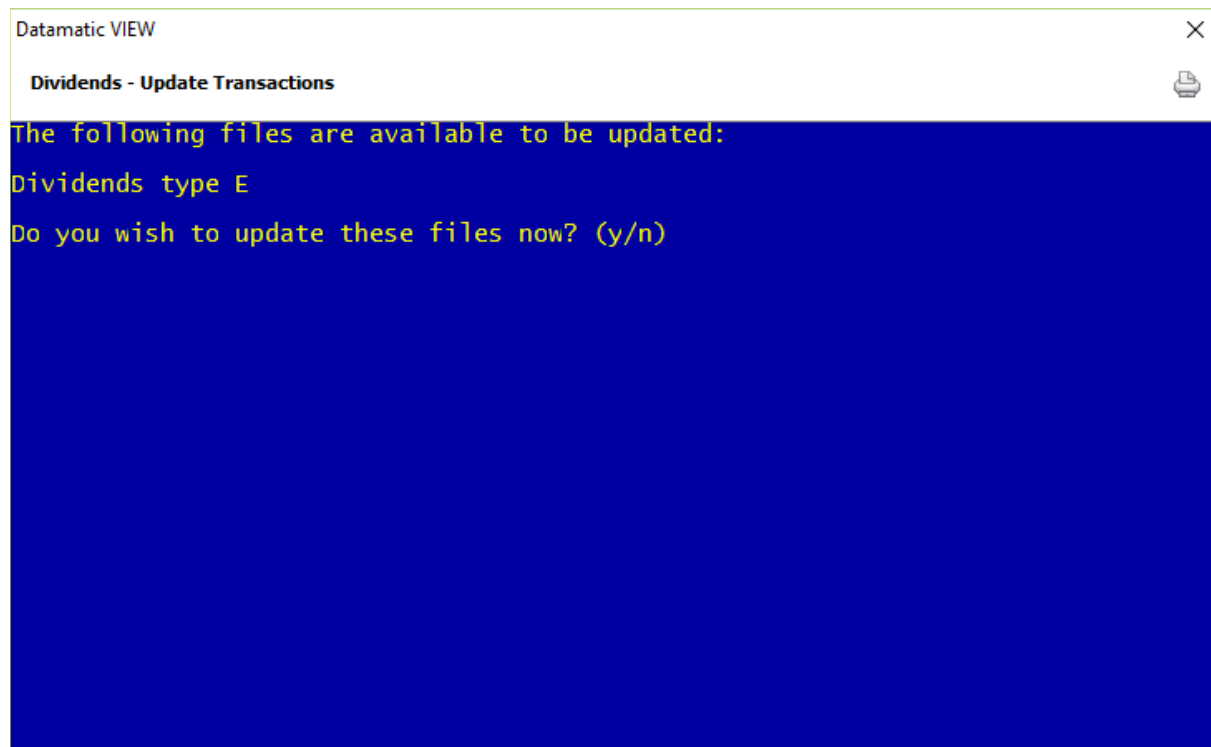 Datamatic VIEW
Dividends - Update Transactions
The following files are available to be updated:
Dividends type E
Do you wish to update these files now? (y/n)